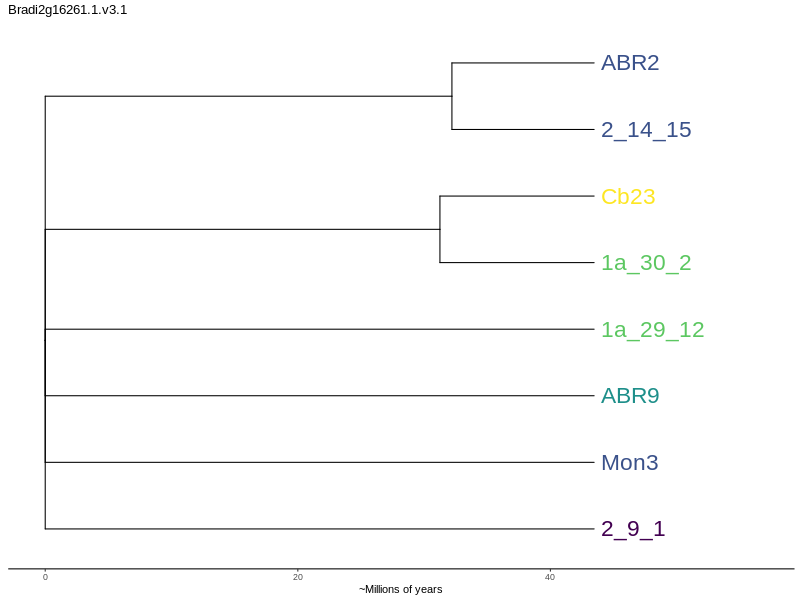 Bradi2g16261.1.v3.1
ABR2
2_14_15
Cb23
1a_30_2
1a_29_12
ABR9
Mon3
2_9_1
0 20 40
~Millions of years